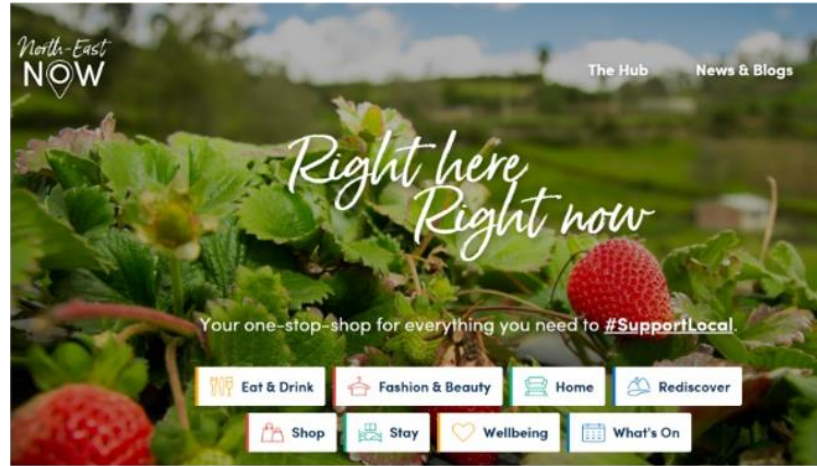 North-East
NOW
The Hub News & Blogs
Right here
Right now
Your one-stop-shop for everything you need to #SupportLocal.
Eat & Drink Fashion & Beauty Home Rediscover
Shop Stay Wellbeing What's On